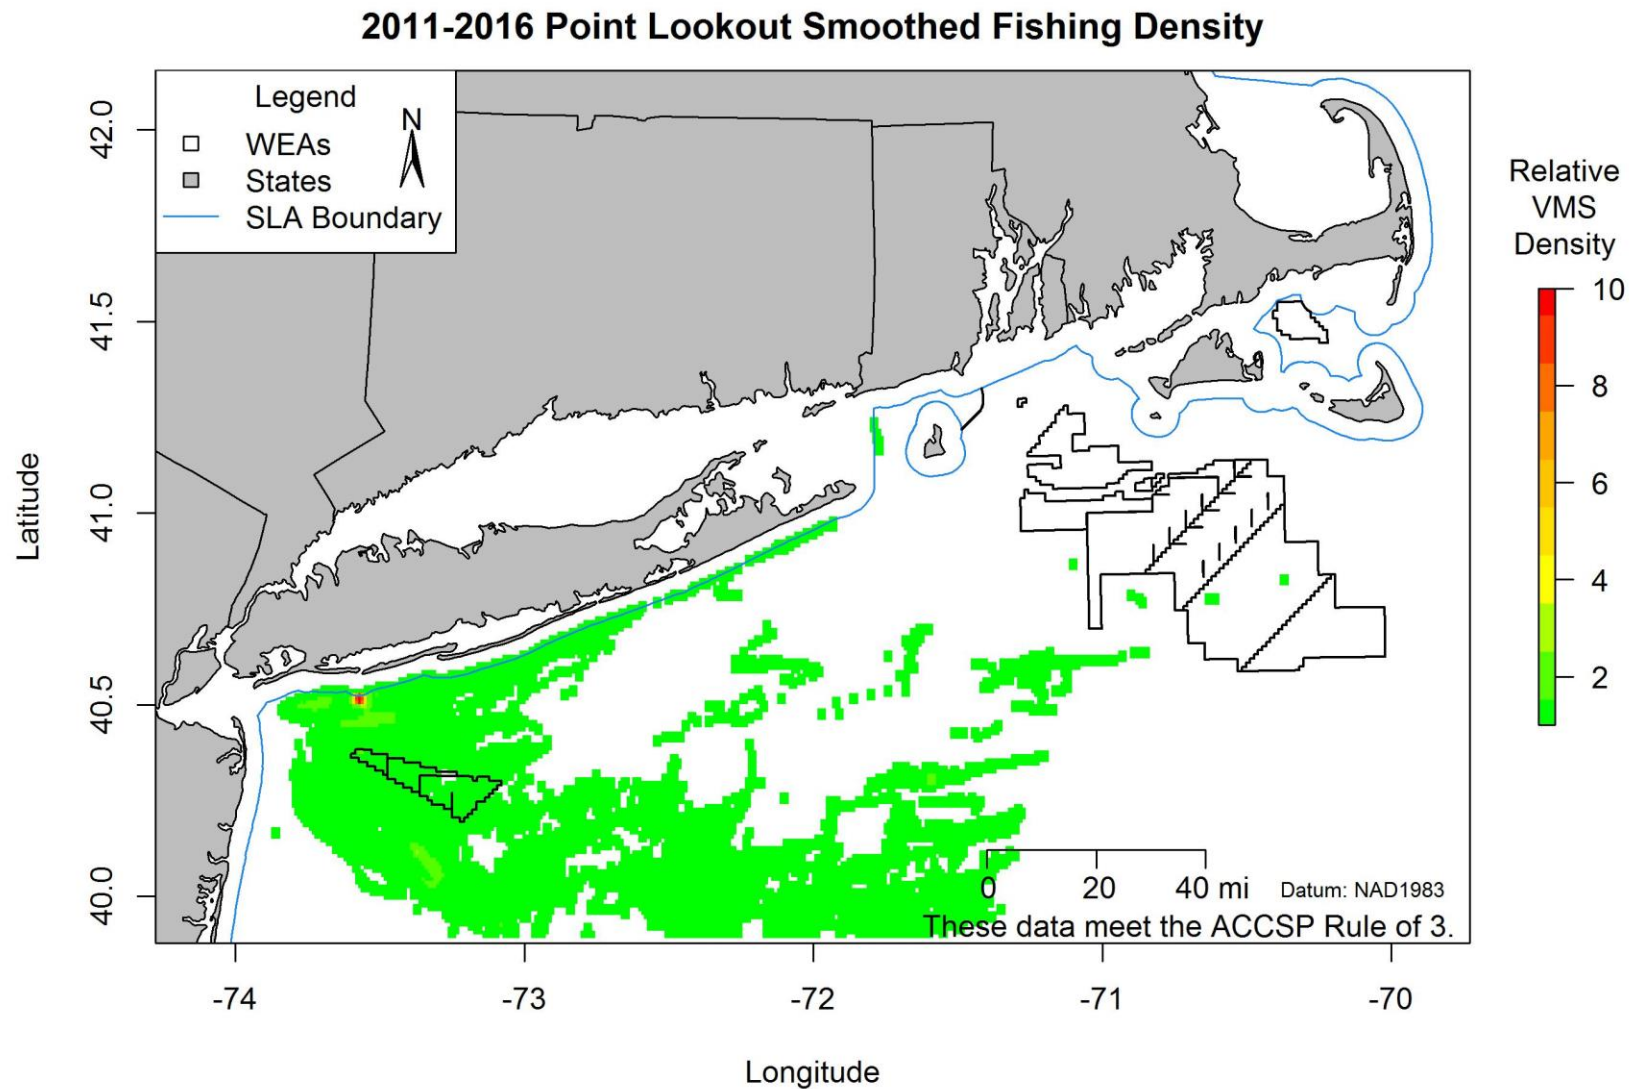 2011-2016 Point Lookout Smoothed Fishing Density
Legend
N
WEAs
States
SLA Boundary
Relative
VMS
Density
10
8
6
4
2
Latitude
42.0
41.5
41.0
40.5
40.0
0 20 40 mi
Datum: NAD1983
These data meet the ACCSP Rule of 3.
-74 -73 -72 -71 -70
Longitude